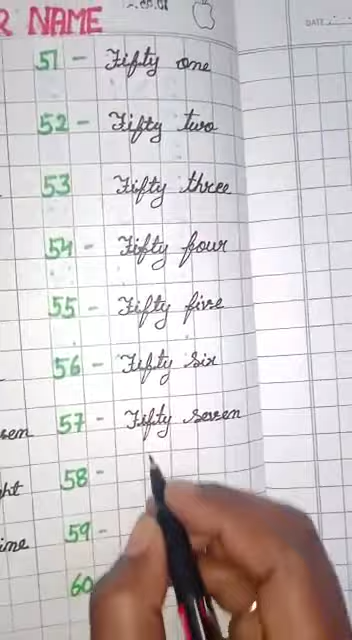 R NAME
DATE
51 - Fifty one
52 - Fifty two
53 Fifty three
54 - Fifty four
55 - Fifty five
56 - Fifty six
57 - Fifty seven
58 -
59 -
60